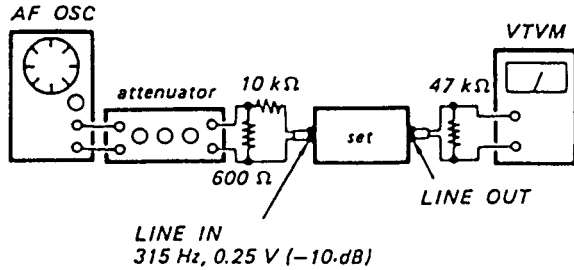 AF OSC
VTVM
attenuator
10 kΩ
47 kΩ
set
600 Ω
LINE OUT
LINE IN
315 Hz, 0.25 V (–10.dB)